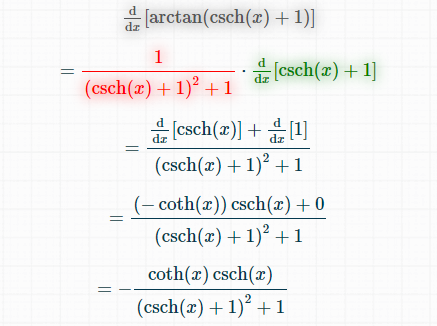 d/dx[arctan(csch(x) + 1)]
= 1/((csch(x) + 1)² + 1) · d/dx[csch(x) + 1]
= (d/dx[csch(x)] + d/dx[1])/((csch(x) + 1)² + 1)
= ((− coth(x)) csch(x) + 0)/((csch(x) + 1)² + 1)
= − (coth(x) csch(x))/((csch(x) + 1)² + 1)